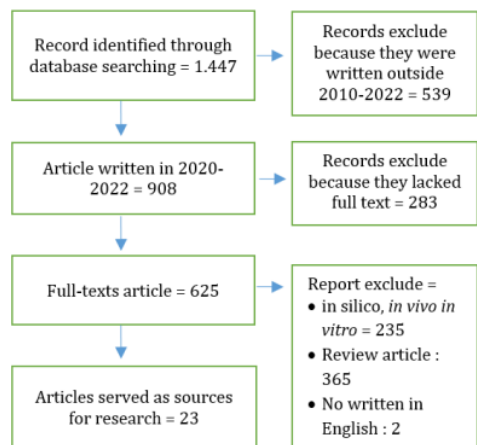 Record identified through
database searching = 1.447
Records exclude
because they were
written outside
2010-2022 = 539
Article written in 2020-
2022 = 908
Records exclude
because they lacked
full text = 283
Full-texts article = 625
Report exclude =
• in silico, in vivo in
vitro = 235
• Review article :
365
• No written in
English : 2
Articles served as sources
for research = 23